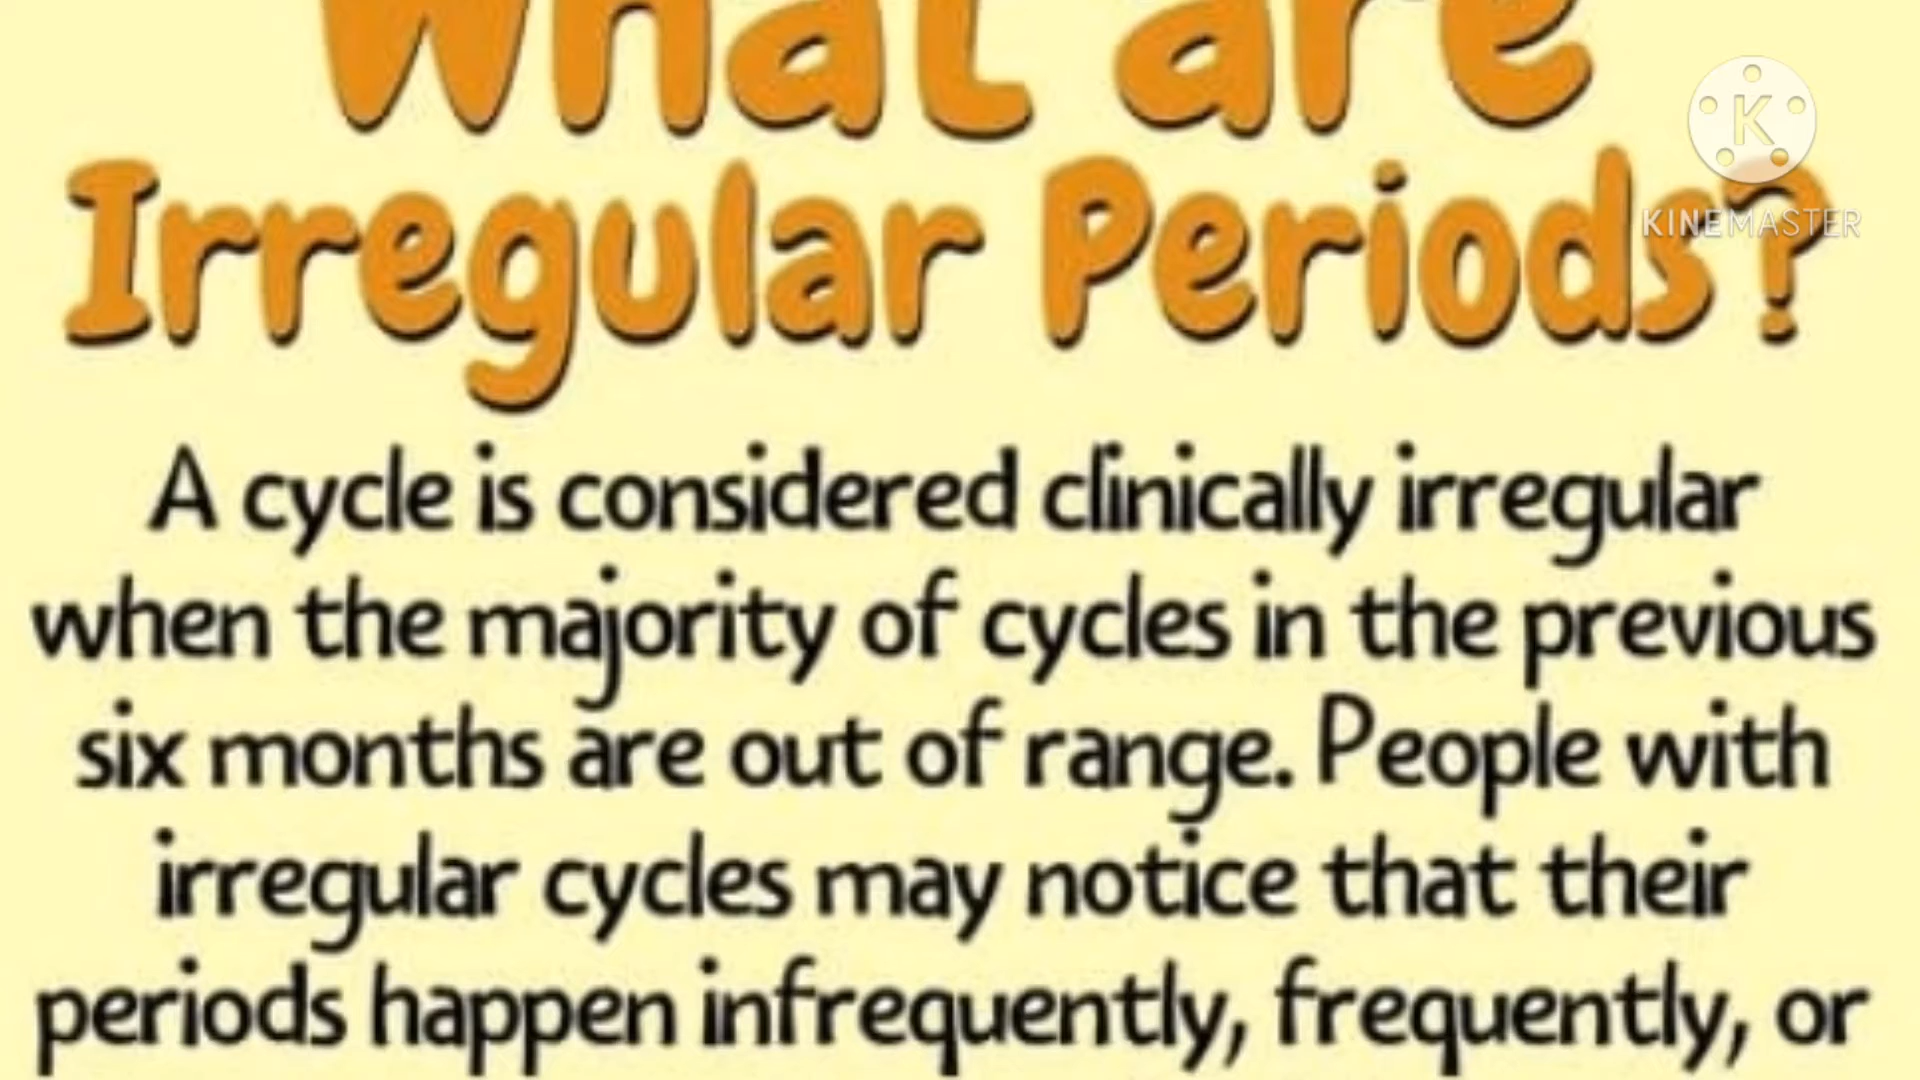 What are
K
KINEMASTER
Irregular Periods?
A cycle is considered clinically irregular
when the majority of cycles in the previous
six months are out of range. People with
irregular cycles may notice that their
periods happen infrequently, frequently, or